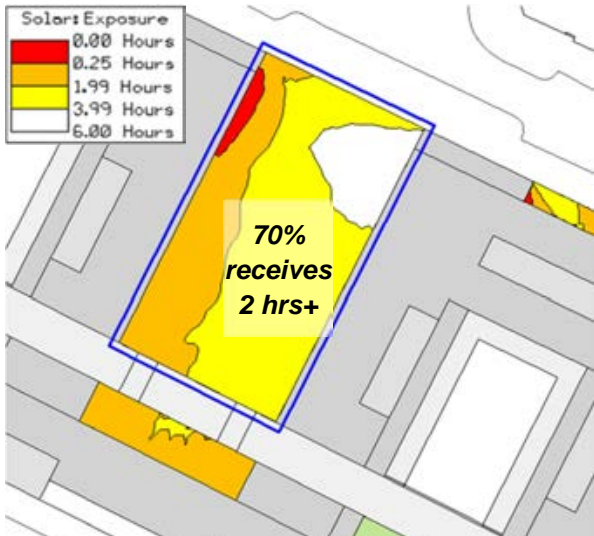 Solar: Exposure
0.00 Hours
0.25 Hours
1.99 Hours
3.99 Hours
6.00 Hours
70%
receives
2 hrs+